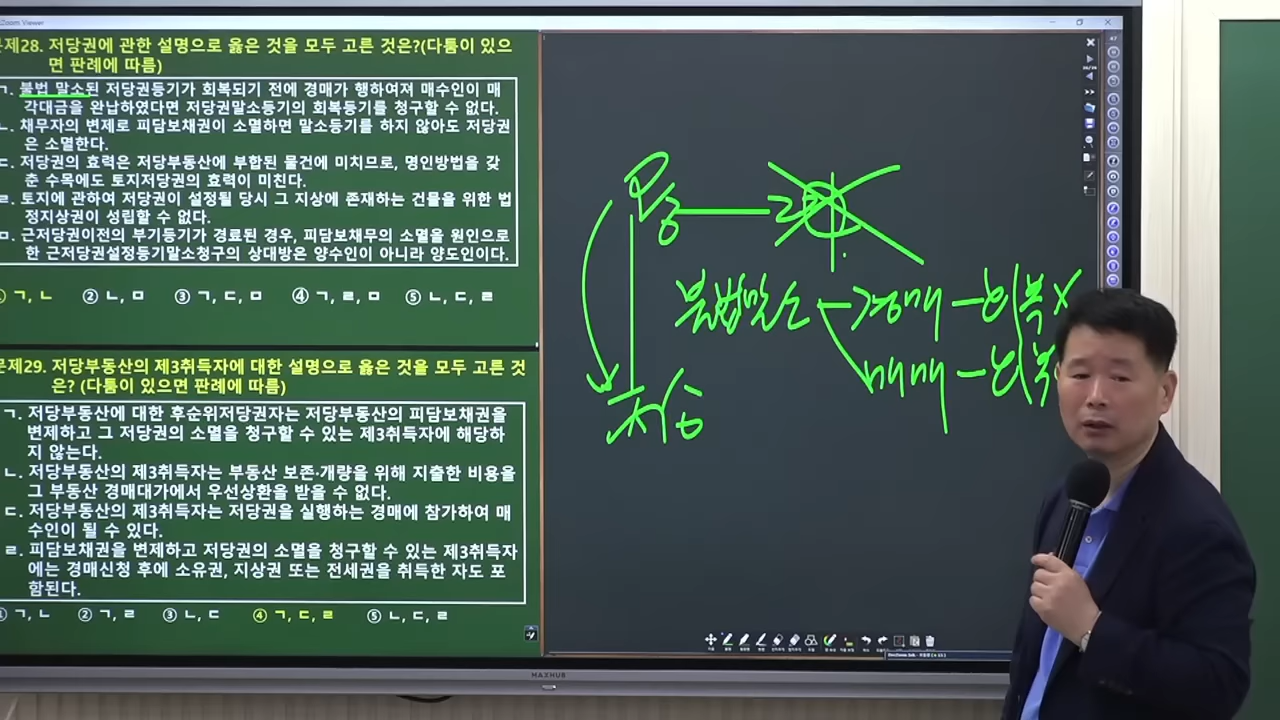 Zoom Viewer
문제28. 저당권에 관한 설명으로 옳은 것을 모두 고른 것은?(다툼이 있으
면 판례에 따름)
ㄱ. 불법 말소된 저당권등기가 회복되기 전에 경매가 행하여져 매수인이 매
각대금을 완납하였다면 저당권말소등기의 회복등기를 청구할 수 없다.
ㄴ. 채무자의 변제로 피담보채권이 소멸하면 말소등기를 하지 않아도 저당권
은 소멸한다.
ㄷ. 저당권의 효력은 저당부동산에 부합된 물건에 미치므로, 명인방법을 갖
춘 수목에도 토지저당권의 효력이 미친다.
ㄹ. 토지에 관하여 저당권이 설정될 당시 그 지상에 존재하는 건물을 위한 법
정지상권이 성립할 수 없다.
ㅁ. 근저당권이전의 부기등기가 경료된 경우, 피담보채무의 소멸을 원인으로
한 근저당권설정등기말소청구의 상대방은 양수인이 아니라 양도인이다.
① ㄱ, ㄴ ② ㄴ, ㅁ ③ ㄱ, ㄷ, ㅁ ④ ㄱ, ㄹ, ㅁ ⑤ ㄴ, ㄷ, ㄹ
문제29. 저당부동산의 제3취득자에 대한 설명으로 옳은 것을 모두 고른 것
은? (다툼이 있으면 판례에 따름)
ㄱ. 저당부동산에 대한 후순위저당권자는 저당부동산의 피담보채권을
변제하고 그 저당권의 소멸을 청구할 수 있는 제3취득자에 해당하
지 않는다.
ㄴ. 저당부동산의 제3취득자는 부동산 보존·개량을 위해 지출한 비용을
그 부동산 경매대가에서 우선상환을 받을 수 없다.
ㄷ. 저당부동산의 제3취득자는 저당권을 실행하는 경매에 참가하여 매
수인이 될 수 있다.
ㄹ. 피담보채권을 변제하고 저당권의 소멸을 청구할 수 있는 제3취득자
에는 경매신청 후에 소유권, 지상권 또는 전세권을 취득한 자도 포
함된다.
① ㄱ, ㄴ ② ㄱ, ㄹ ③ ㄴ, ㄷ ④ ㄱ, ㄷ, ㄹ ⑤ ㄴ, ㄷ, ㄹ
불법말소
경매 회복 X
매매 회복
MAXHUB